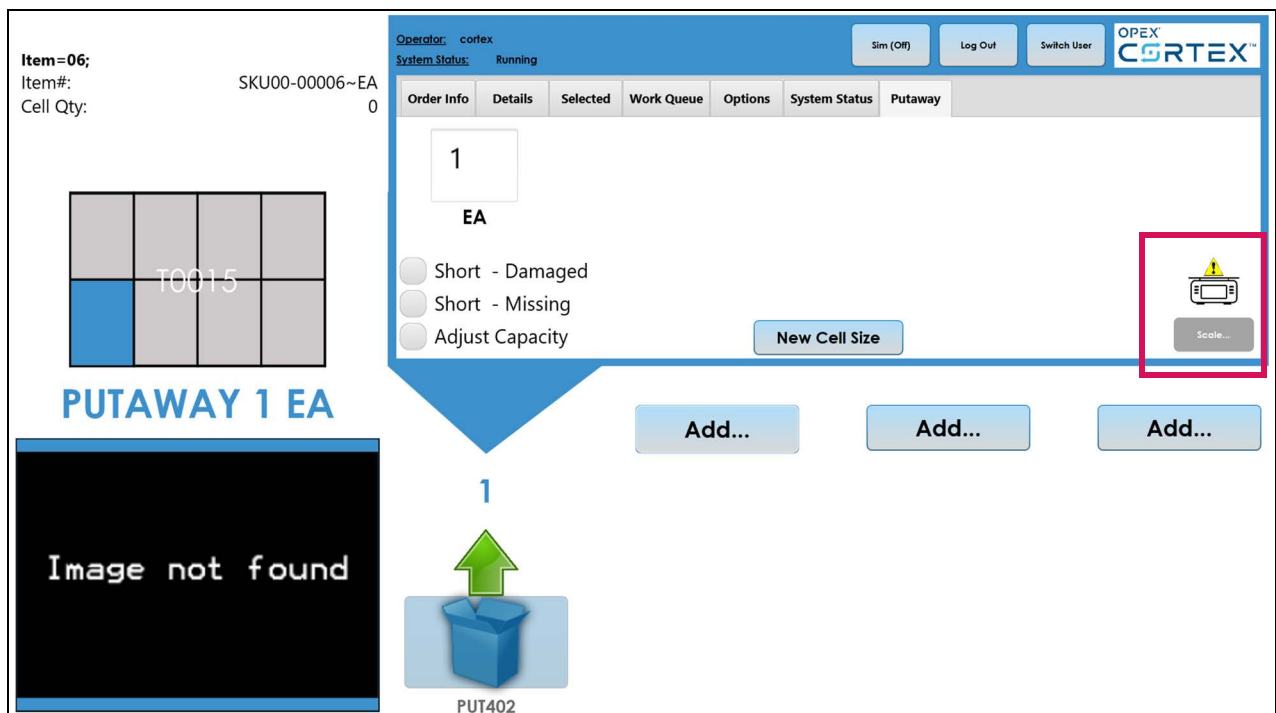 Item=06;
Item#: SKU00-00006~EA
Cell Qty: 0
T0015
PUTAWAY 1 EA
Image not found
Operator: cortex
System Status: Running
Sim (Off)
Log Out
Switch User
OPEX
CORTEX™
Order Info Details Selected Work Queue Options System Status Putaway
1
EA
Short - Damaged
Short - Missing
Adjust Capacity
New Cell Size
Scale...
Add... Add... Add...
1
PUT402